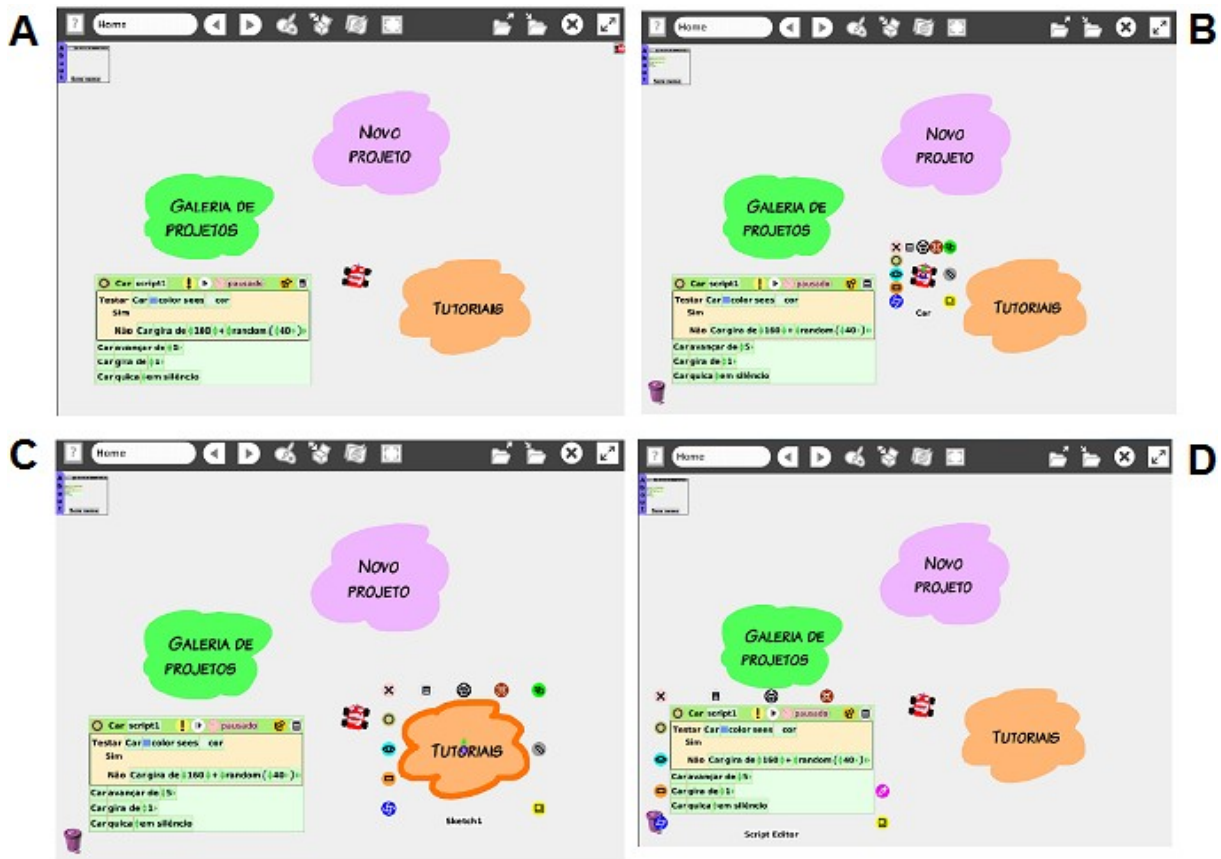 A
Home
NOVO
PROJETO
GALERIA DE
PROJETOS
Car script1 ! pausado
Testar Car color sees cor
Sim
Não Car gira de 160 + random ( 40 )
Car avançar de 5
Car gira de 1
Car quica em silêncio
TUTORIAIS
B
Home
NOVO
PROJETO
GALERIA DE
PROJETOS
Car script1 ! pausado
Testar Car color sees cor
Sim
Não Car gira de 160 + random ( 40 )
Car avançar de 5
Car gira de 1
Car quica em silêncio
Car
TUTORIAIS
C
Home
NOVO
PROJETO
GALERIA DE
PROJETOS
Car script1 ! pausado
Testar Car color sees cor
Sim
Não Car gira de 160 + random ( 40 )
Car avançar de 5
Car gira de 1
Car quica em silêncio
TUTORIAIS
Sketch1
D
Home
NOVO
PROJETO
GALERIA DE
PROJETOS
Car script1 ! pausado
Testar Car color sees cor
Sim
Não Car gira de 160 + random ( 40 )
Car avançar de 5
Car gira de 1
Car quica em silêncio
Script Editor
TUTORIAIS